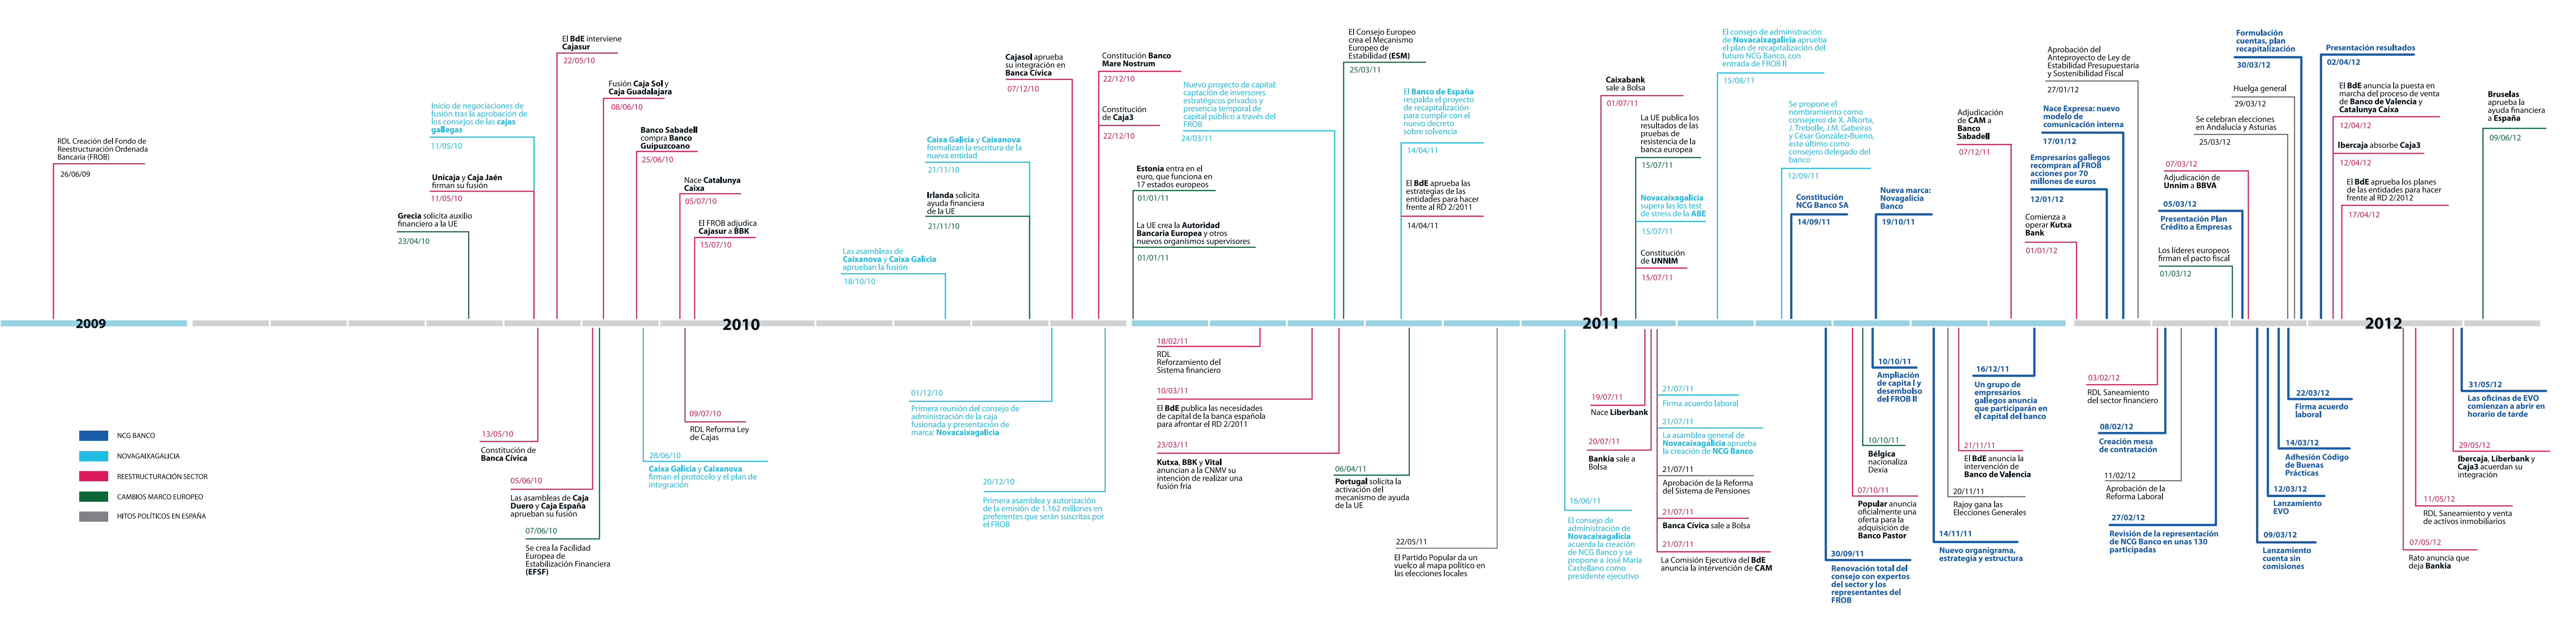 RDL Creación del Fondo de
Reestructuración Ordenada
Bancaria (FROB)
26/06/09
Grecia solicita auxilio
financiero a la UE
23/04/10
Inicio de negociaciones de
fusión tras la aprobación de
los consejos de las cajas
gallegas
11/05/10
Unicaja y Caja Jaén
firman su fusión
11/05/10
El BdE interviene
Cajasur
22/05/10
Fusión Caja Sol y
Caja Guadalajara
08/06/10
Banco Sabadell
compra Banco
Guipuzcoano
25/06/10
Nace Catalunya
Caixa
05/07/10
El FROB adjudica
Cajasur a BBK
15/07/10
Las asambleas de
Caixanova y Caixa Galicia
aprueban la fusión
18/10/10
Caixa Galicia y Caixanova
formalizan la escritura de la
nueva entidad
21/11/10
Irlanda solicita
ayuda financiera
de la UE
21/11/10
Cajasol aprueba
su integración en
Banca Cívica
07/12/10
Constitución Banco
Mare Nostrum
22/12/10
Constitución
de Caja3
22/12/10
Nuevo proyecto de capital:
captación de inversores
estratégicos privados y
presencia temporal de
capital público a través del
FROB
24/03/11
Estonia entra en el
euro, que funciona en
17 estados europeos
01/01/11
La UE crea la Autoridad
Bancaria Europea y otros
nuevos organismos supervisores
01/01/11
El Consejo Europeo
crea el Mecanismo
Europeo de
Estabilidad (ESM)
25/03/11
El Banco de España
respalda el proyecto
de recapitalización
para cumplir con el
nuevo decreto
sobre solvencia
14/04/11
El BdE aprueba las
estrategias de las
entidades para hacer
frente al RD 2/2011
14/04/11
Caixabank
sale a Bolsa
01/07/11
La UE publica los
resultados de las
pruebas de
resistencia de la
banca europea
15/07/11
Novacaixagalicia
supera las los test
de stress de la ABE
15/07/11
Constitución
de UNNIM
15/07/11
El consejo de administración
de Novacaixagalicia aprueba
el plan de recapitalización del
futuro NCG Banco, con
entrada de FROB II
15/08/11
Se propone el
nombramiento como
consejeros de X. Alkorta,
J. Trebolle, J.M. Gabeiras
y César González-Bueno,
este último como
consejero delegado del
banco
12/09/11
Constitución
NCG Banco SA
14/09/11
Nueva marca:
Novagalicia
Banco
19/10/11
Adjudicación
de CAM a
Banco
Sabadell
07/12/11
Comienza a
operar Kutxa
Bank
01/01/12
Aprobación del
Anteproyecto de Ley de
Estabilidad Presupuestaria
y Sostenibilidad Fiscal
27/01/12
Nace Expresa: nuevo
modelo de
comunicación interna
17/01/12
Empresarios gallegos
recompran al FROB
acciones por 70
millones de euros
12/01/12
Formulación
cuentas, plan
recapitalización
30/03/12
Huelga general
29/03/12
Se celebran elecciones
en Andalucía y Asturias
25/03/12
07/03/12
Adjudicación de
Unnim a BBVA
05/03/12
Presentación Plan
Crédito a Empresas
Los líderes europeos
firman el pacto fiscal
01/03/12
Presentación resultados
02/04/12
El BdE anuncia la puesta en
marcha del proceso de venta
de Banco de Valencia y
Catalunya Caixa
12/04/12
Ibercaja absorbe Caja3
12/04/12
El BdE aprueba los planes
de las entidades para hacer
frente al RD 2/2012
17/04/12
Bruselas
aprueba la
ayuda financiera
a España
09/06/12
2009
2010
2011
2012
NCG BANCO
NOVAGAIXAGALICIA
REESTRUCTURACIÓN SECTOR
CAMBIOS MARCO EUROPEO
HITOS POLÍTICOS EN ESPAÑA
13/05/10
Constitución de
Banca Cívica
05/06/10
Las asambleas de Caja
Duero y Caja España
aprueban su fusión
07/06/10
Se crea la Facilidad
Europea de
Estabilización Financiera
(EFSF)
28/06/10
Caixa Galicia y Caixanova
firman el protocolo y el plan de
integración
09/07/10
RDL Reforma Ley
de Cajas
01/12/10
Primera reunión del consejo de
administración de la caja
fusionada y presentación de
marca: Novacaixagalicia
20/12/10
Primera asamblea y autorización
de la emisión de 1.162 millones en
preferentes que serán suscritas por
el FROB
18/02/11
RDL
Reforzamiento del
Sistema financiero
10/03/11
El BdE publica las necesidades
de capital de la banca española
para afrontar el RD 2/2011
23/03/11
Kutxa, BBK y Vital
anuncian a la CNMV su
intención de realizar una
fusión fría
06/04/11
Portugal solicita la
activación del
mecanismo de ayuda
de la UE
22/05/11
El Partido Popular da un
vuelco al mapa político en
las elecciones locales
16/06/11
El consejo de
administración de
Novacaixagalicia
acuerda la creación
de NCG Banco y se
propone a José María
Castellano como
presidente ejecutivo
19/07/11
Nace Liberbank
20/07/11
Bankia sale a
Bolsa
21/07/11
Firma acuerdo laboral
21/07/11
La asamblea general de
Novacaixagalicia aprueba
la creación de NCG Banco
21/07/11
Aprobación de la Reforma
del Sistema de Pensiones
21/07/11
Banca Cívica sale a Bolsa
21/07/11
La Comisión Ejecutiva del BdE
anuncia la intervención de CAM
30/09/11
Renovación total del
consejo con expertos
del sector y los
representantes del
FROB
07/10/11
Popular anuncia
oficialmente una
oferta para la
adquisición de
Banco Pastor
10/10/11
Bélgica
nacionaliza
Dexia
10/10/11
Ampliación
de capita l y
desembolso
del FROB II
14/11/11
Nuevo organigrama,
estrategia y estructura
20/11/11
Rajoy gana las
Elecciones Generales
21/11/11
El BdE anuncia la
intervención de
Banco de Valencia
16/12/11
Un grupo de
empresarios
gallegos anuncia
que participarán en
el capital del banco
03/02/12
RDL Saneamiento
del sector financiero
08/02/12
Creación mesa
de contratación
11/02/12
Aprobación de la
Reforma Laboral
27/02/12
Revisión de la representación
de NCG Banco en unas 130
participadas
22/03/12
Firma acuerdo
laboral
14/03/12
Adhesión Código
de Buenas
Prácticas
12/03/12
Lanzamiento
EVO
09/03/12
Lanzamiento
cuenta sin
comisiones
31/05/12
Las oficinas de EVO
comienzan a abrir en
horario de tarde
29/05/12
Ibercaja, Liberbank y
Caja3 acuerdan su
integración
11/05/12
RDL Saneamiento y venta
de activos inmobiliarios
07/05/12
Rato anuncia que
deja Bankia